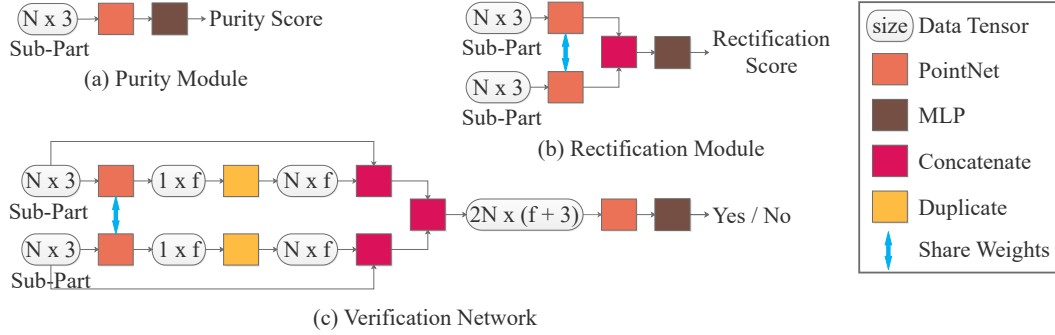 N x 3
Purity Score
Sub-Part
(a) Purity Module
N x 3
Sub-Part
Rectification
Score
N x 3
Sub-Part
(b) Rectification Module
N x 3
1 x f
N x f
Sub-Part
2N x (f + 3)
Yes / No
N x 3
1 x f
N x f
Sub-Part
(c) Verification Network
size
Data Tensor
PointNet
MLP
Concatenate
Duplicate
Share Weights